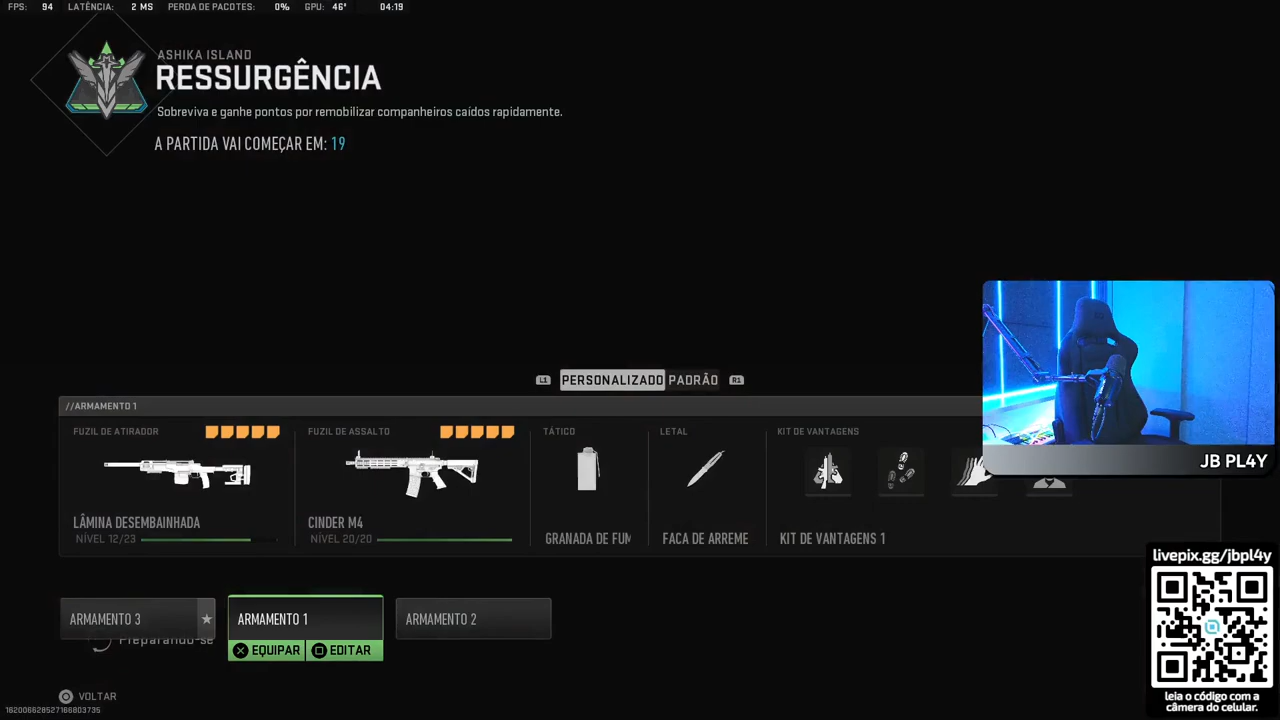 FPS: 94 LATÊNCIA: 2 MS PERDA DE PACOTES: 0% GPU: 46° 04:19
ASHIKA ISLAND
RESSURGÊNCIA
Sobreviva e ganhe pontos por remobilizar companheiros caídos rapidamente.
A PARTIDA VAI COMEÇAR EM: 19
L1 PERSONALIZADO PADRÃO R1
//ARMAMENTO 1
FUZIL DE ATIRADOR FUZIL DE ASSALTO TÁTICO LETAL KIT DE VANTAGENS
LÂMINA DESEMBAINHADA CINDER M4
NÍVEL 12/23 NÍVEL 20/20 GRANADA DE FUM FACA DE ARREME KIT DE VANTAGENS 1
JB PL4Y
livepix.gg/jbpl4y
ARMAMENTO 3 ARMAMENTO 1 ARMAMENTO 2
Preparando-se
EQUIPAR EDITAR
VOLTAR
leia o código com a
câmera do celular.